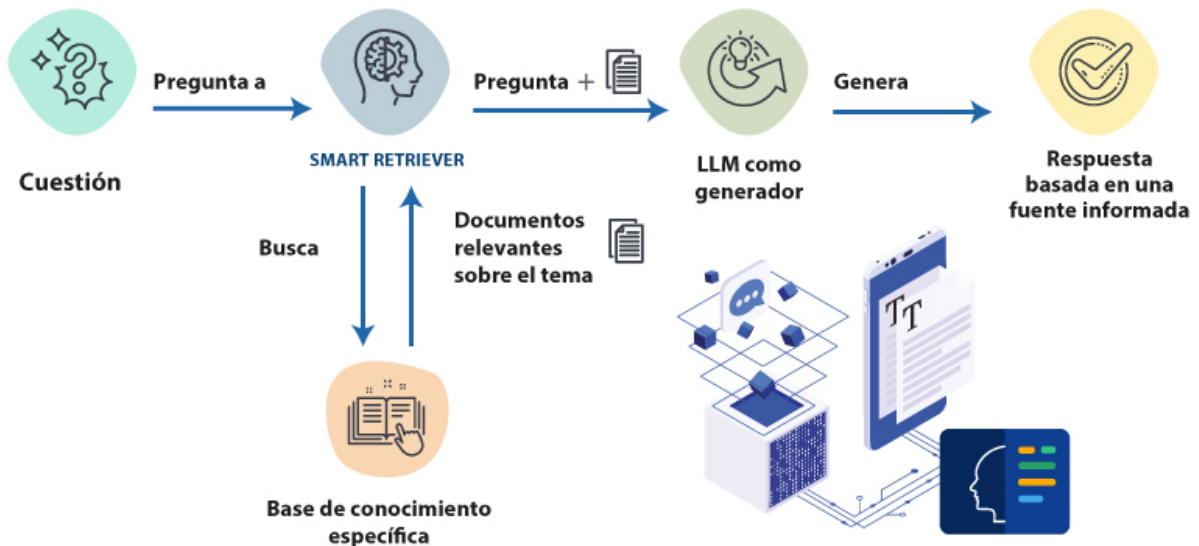 Pregunta a
Pregunta +
Genera
Cuestión
SMART RETRIEVER
LLM como
generador
Respuesta
basada en una
fuente informada
Busca
Documentos
relevantes
sobre el tema
TT
Base de conocimiento
específica